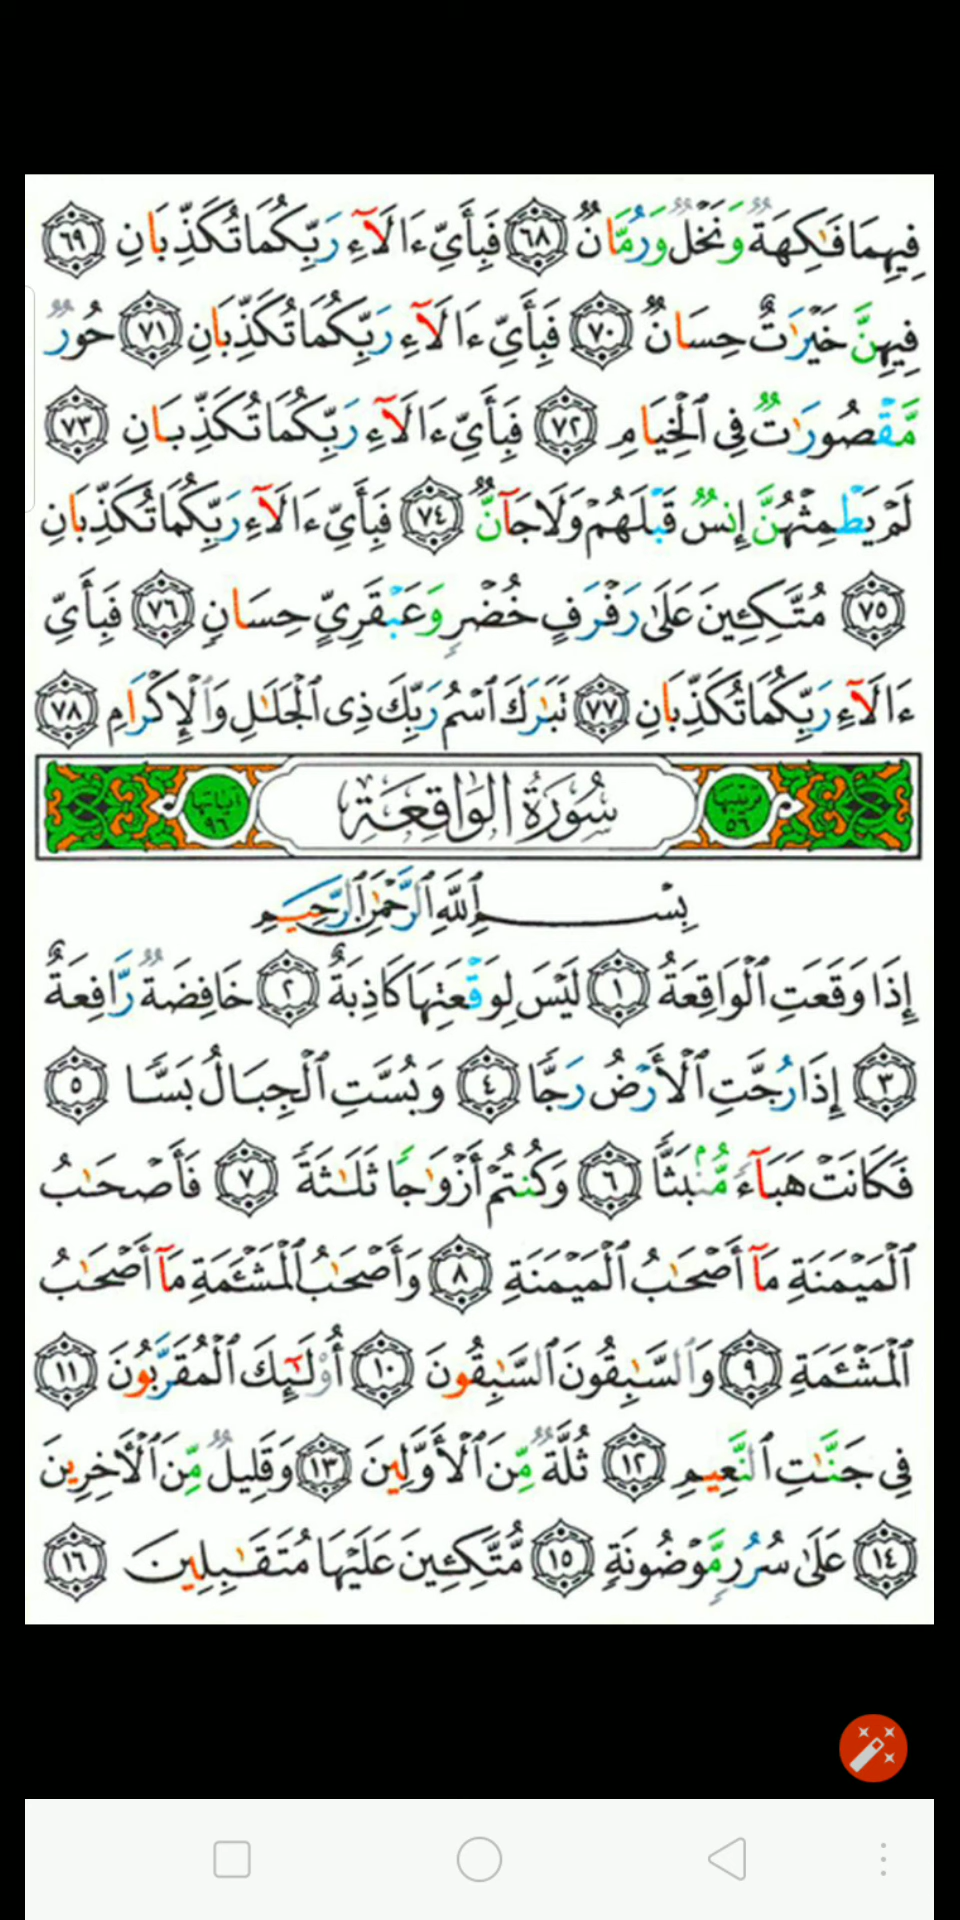 فِيهِمَا فَٰكِهَةٌ وَنَخْلٌ وَرُمَّانٌ ٦٨ فَبِأَيِّ ءَالَآءِ رَبِّكُمَا تُكَذِّبَانِ ٦٩
فِيهِنَّ خَيْرَٰتٌ حِسَانٌ ٧٠ فَبِأَيِّ ءَالَآءِ رَبِّكُمَا تُكَذِّبَانِ ٧١ حُورٌ
مَّقْصُورَٰتٌ فِى ٱلْخِيَامِ ٧٢ فَبِأَيِّ ءَالَآءِ رَبِّكُمَا تُكَذِّبَانِ ٧٣
لَمْ يَطْمِثْهُنَّ إِنسٌ قَبْلَهُمْ وَلَا جَآنٌّ ٧٤ فَبِأَيِّ ءَالَآءِ رَبِّكُمَا تُكَذِّبَانِ
٧٥ مُتَّكِـِٔينَ عَلَىٰ رَفْرَفٍ خُضْرٍ وَعَبْقَرِيٍّ حِسَانٍ ٧٦ فَبِأَيِّ
ءَالَآءِ رَبِّكُمَا تُكَذِّبَانِ ٧٧ تَبَٰرَكَ ٱسْمُ رَبِّكَ ذِى ٱلْجَلَٰلِ وَٱلْإِكْرَامِ ٧٨
ترتيبها ٥٦ سُورَةُ الوَاقِعَةِ آياتها ٩٦
بِسْمِ ٱللَّهِ ٱلرَّحْمَٰنِ ٱلرَّحِيمِ
إِذَا وَقَعَتِ ٱلْوَاقِعَةُ ١ لَيْسَ لِوَقْعَتِهَا كَاذِبَةٌ ٢ خَافِضَةٌ رَّافِعَةٌ
٣ إِذَا رُجَّتِ ٱلْأَرْضُ رَجًّا ٤ وَبُسَّتِ ٱلْجِبَالُ بَسًّا ٥
فَكَانَتْ هَبَآءً مُّنۢبَثًّا ٦ وَكُنتُمْ أَزْوَٰجًا ثَلَٰثَةً ٧ فَأَصْحَٰبُ
ٱلْمَيْمَنَةِ مَآ أَصْحَٰبُ ٱلْمَيْمَنَةِ ٨ وَأَصْحَٰبُ ٱلْمَشْـَٔمَةِ مَآ أَصْحَٰبُ
ٱلْمَشْـَٔمَةِ ٩ وَٱلسَّٰبِقُونَ ٱلسَّٰبِقُونَ ١٠ أُو۟لَٰٓئِكَ ٱلْمُقَرَّبُونَ ١١
فِى جَنَّٰتِ ٱلنَّعِيمِ ١٢ ثُلَّةٌ مِّنَ ٱلْأَوَّلِينَ ١٣ وَقَلِيلٌ مِّنَ ٱلْـَٔاخِرِينَ
١٤ عَلَىٰ سُرُرٍ مَّوْضُونَةٍ ١٥ مُّتَّكِـِٔينَ عَلَيْهَا مُتَقَٰبِلِينَ ١٦